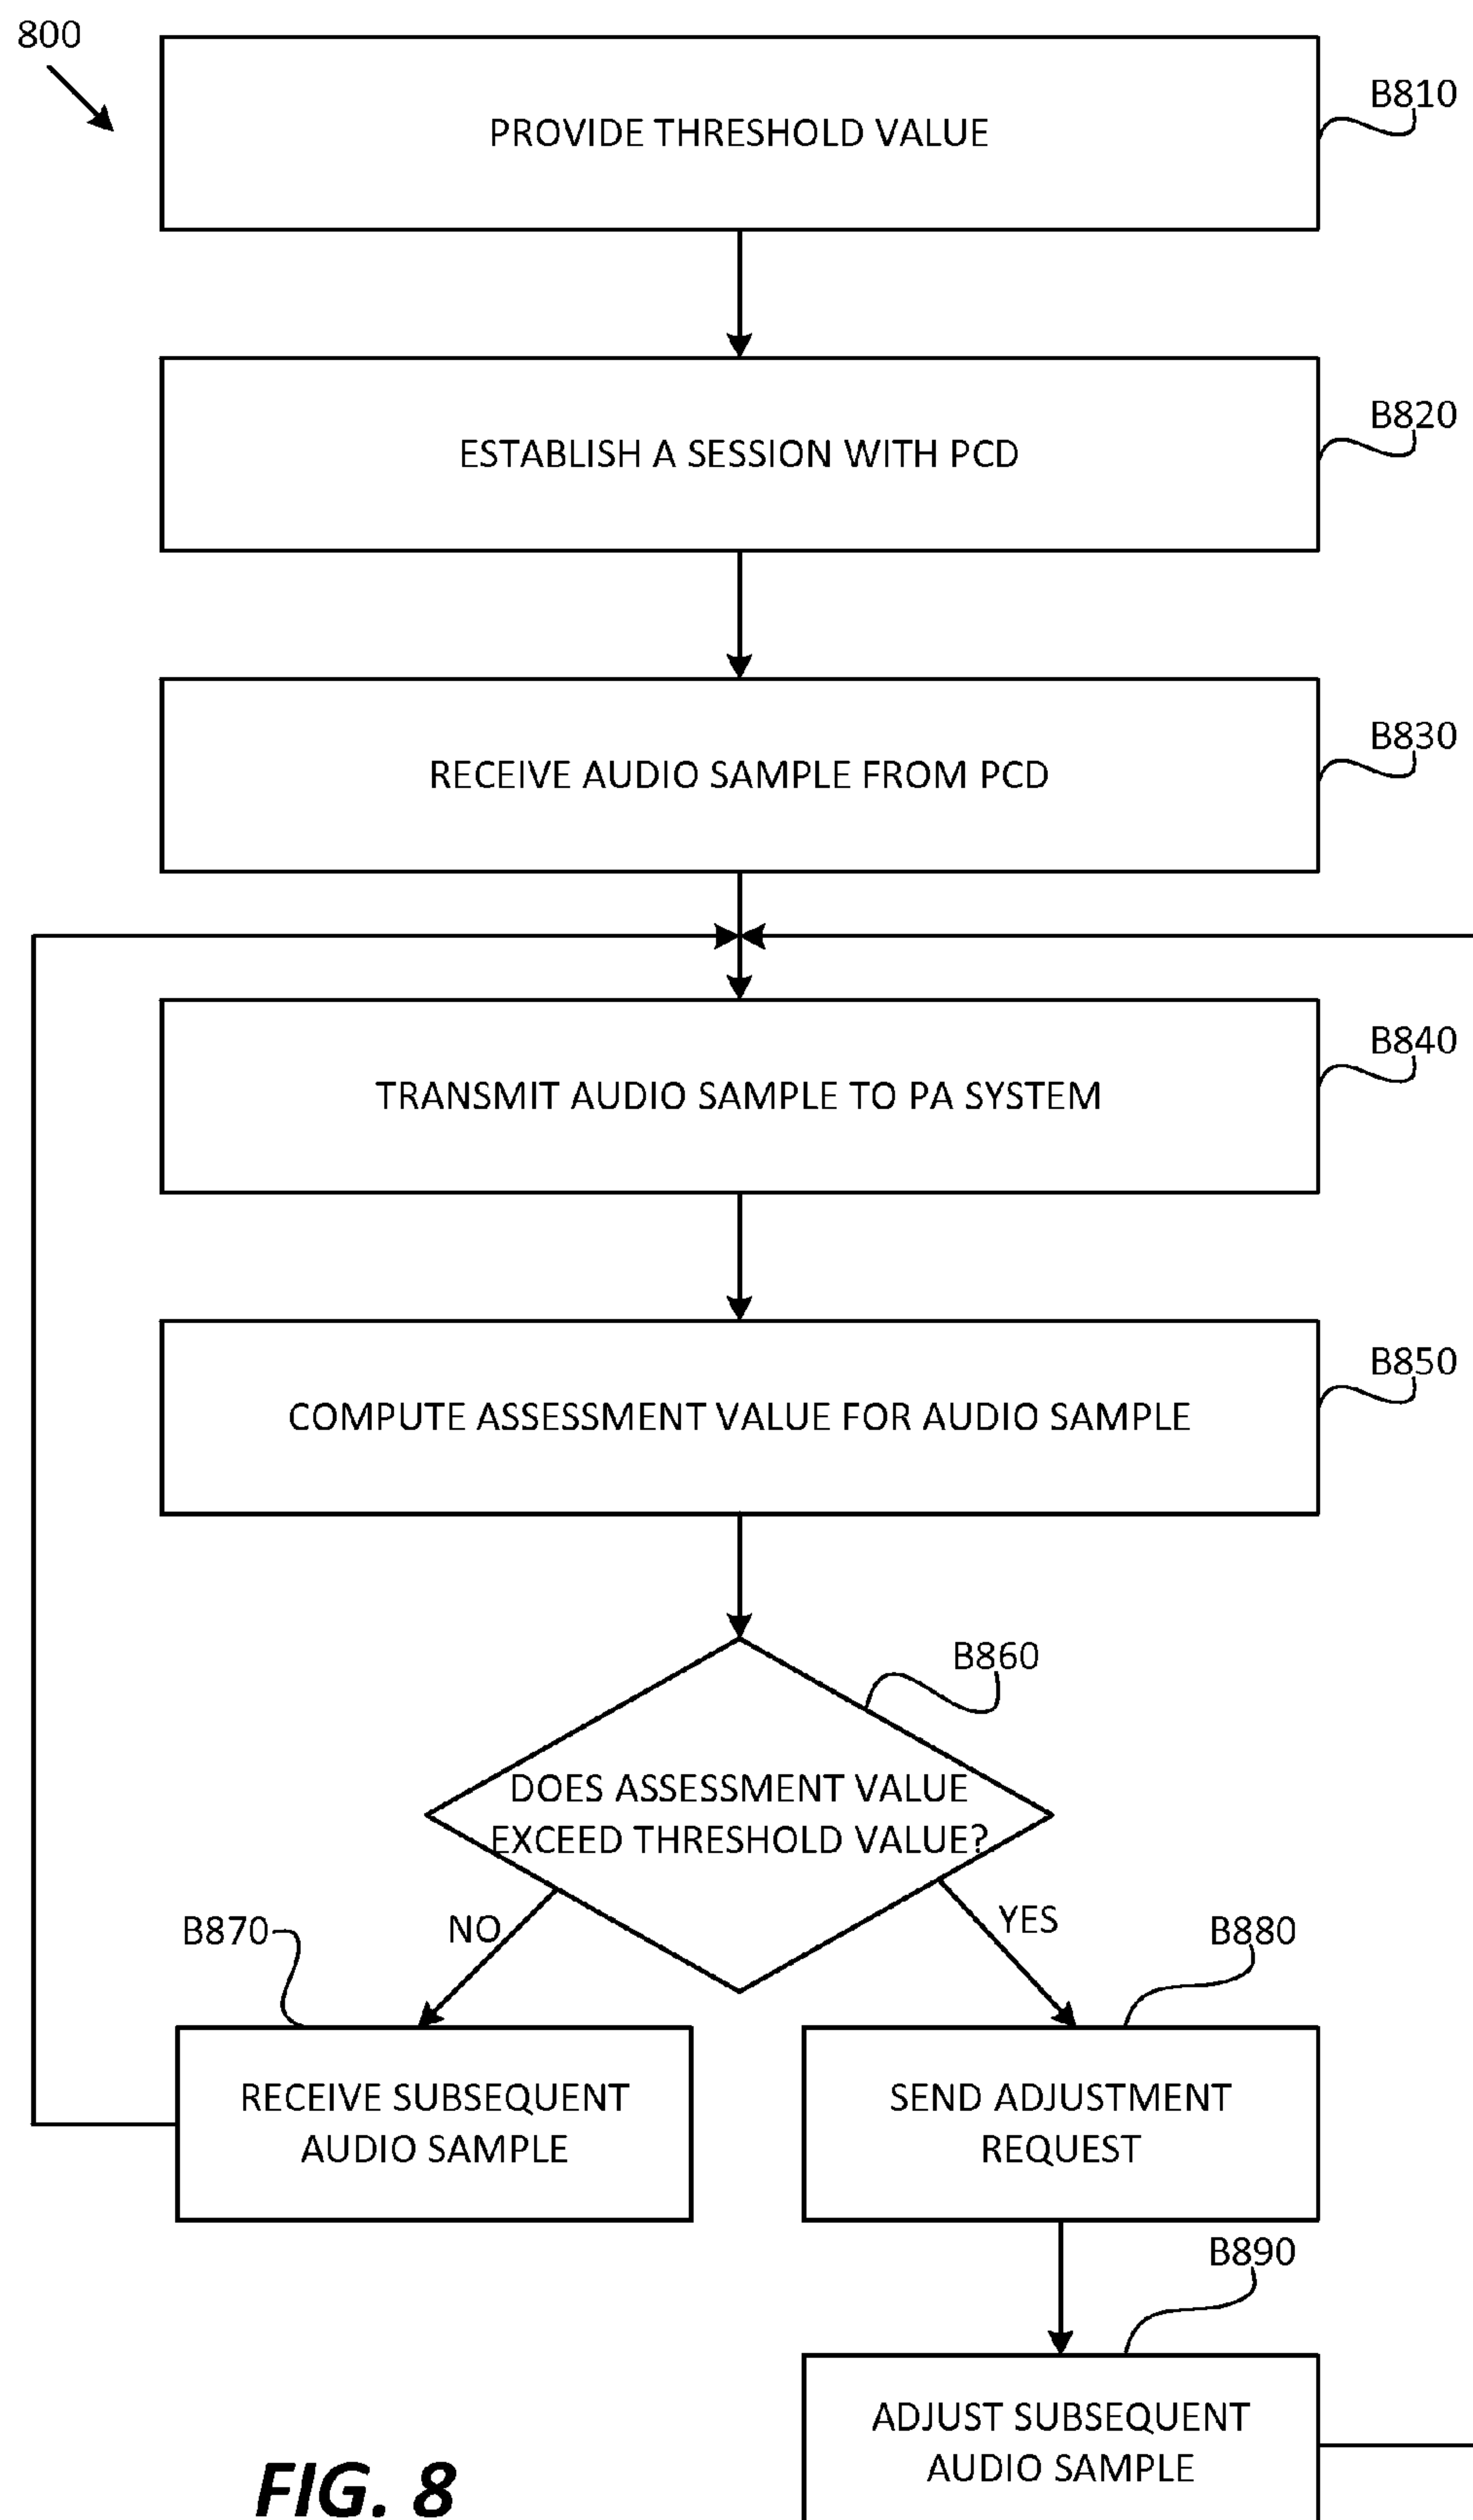 800
PROVIDE THRESHOLD VALUE
B810
ESTABLISH A SESSION WITH PCD
B820
RECEIVE AUDIO SAMPLE FROM PCD
B830
TRANSMIT AUDIO SAMPLE TO PA SYSTEM
B840
COMPUTE ASSESSMENT VALUE FOR AUDIO SAMPLE
B850
B860
DOES ASSESSMENT VALUE
EXCEED THRESHOLD VALUE?
NO
YES
B870
B880
RECEIVE SUBSEQUENT
AUDIO SAMPLE
SEND ADJUSTMENT
REQUEST
B890
ADJUST SUBSEQUENT
AUDIO SAMPLE
FIG. 8